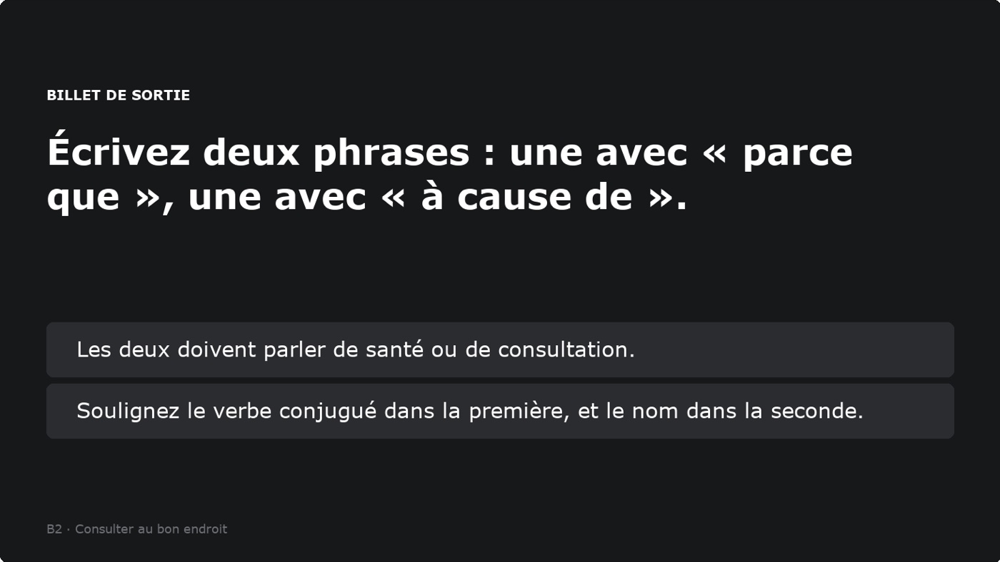 BILLET DE SORTIE
Écrivez deux phrases : une avec « parce
que », une avec « à cause de ».
Les deux doivent parler de santé ou de consultation.
Soulignez le verbe conjugué dans la première, et le nom dans la seconde.
B2 · Consulter au bon endroit